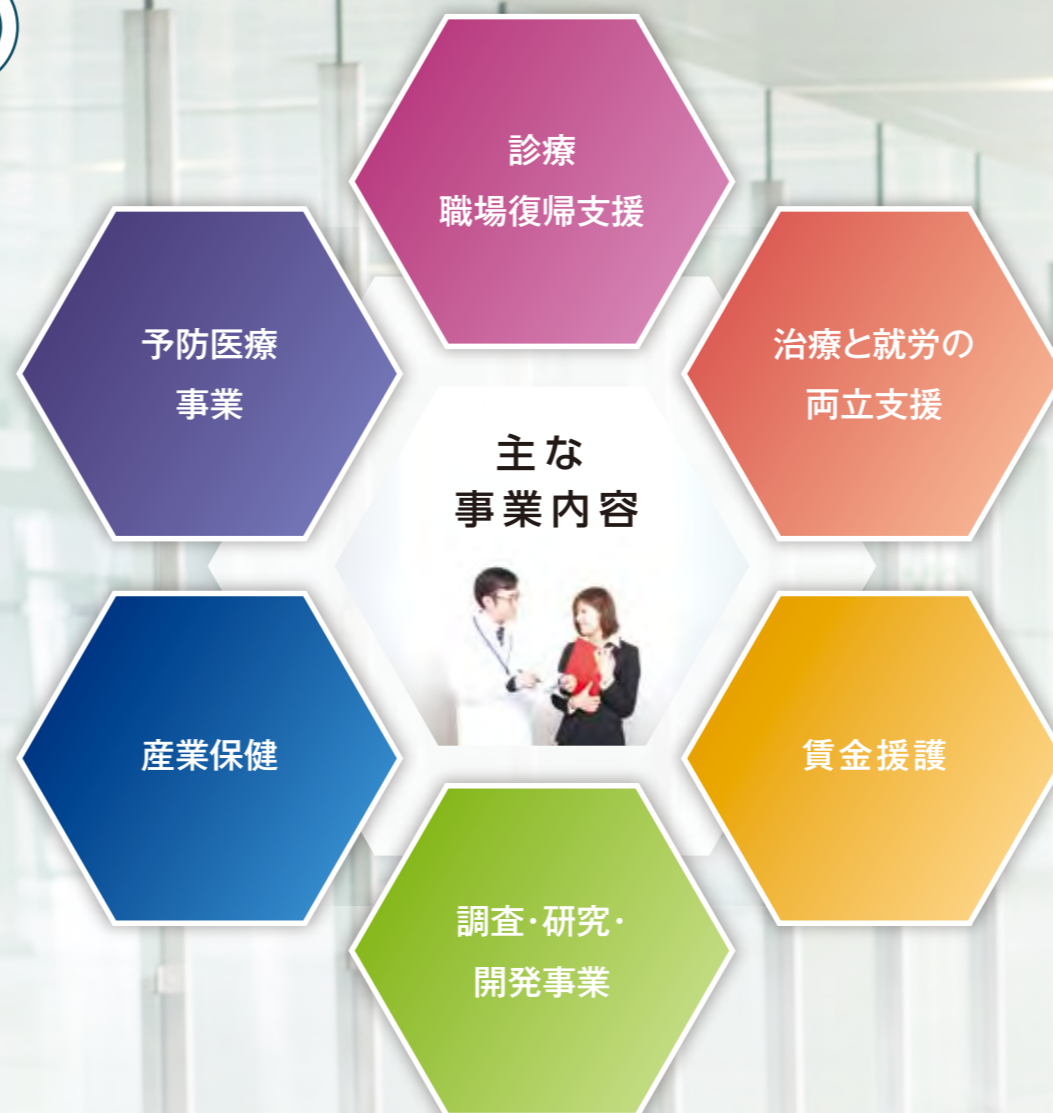 診療
職場復帰支援
予防医療
事業
治療と就労の
両立支援
主な
事業内容
産業保健
賃金援護
調査・研究・
開発事業